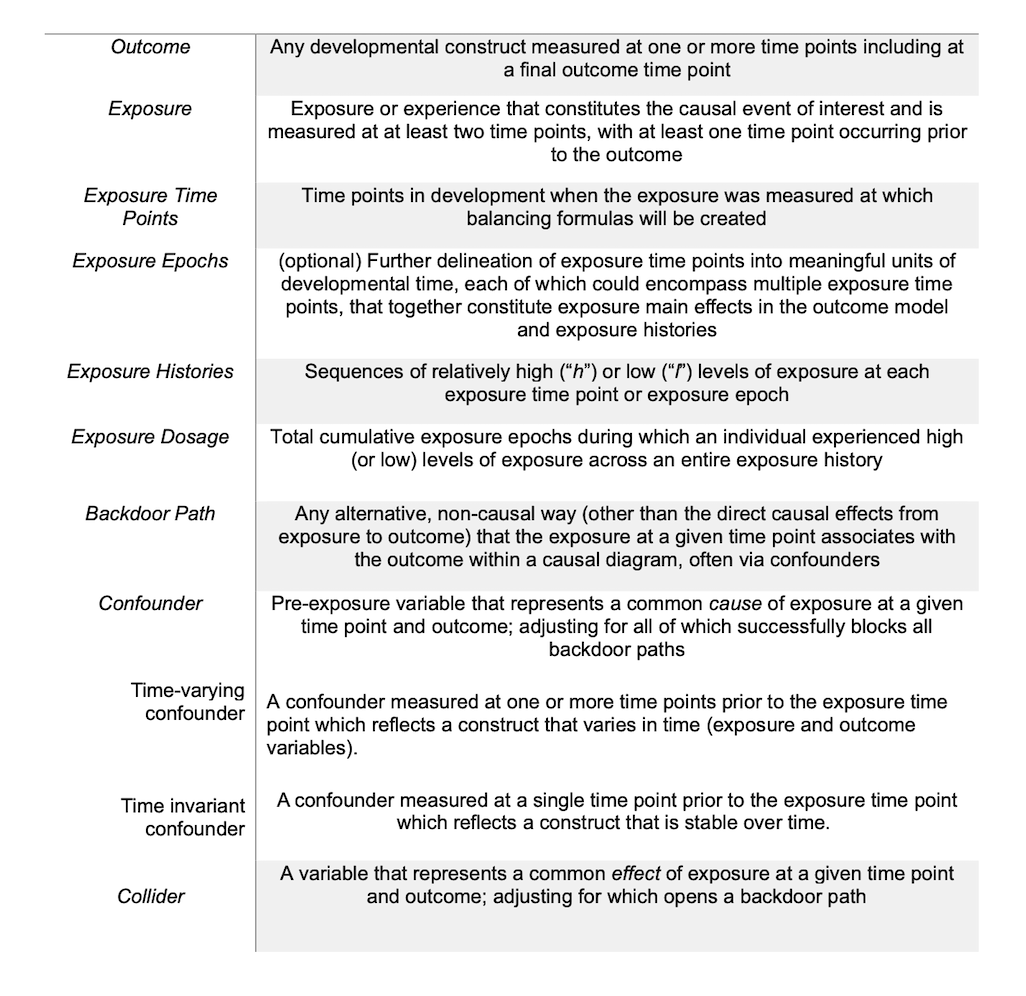 Outcome
Any developmental construct measured at one or more time points including at
a final outcome time point
Exposure
Exposure or experience that constitutes the causal event of interest and is
measured at at least two time points, with at least one time point occurring prior
to the outcome
Exposure Time
Points
Time points in development when the exposure was measured at which
balancing formulas will be created
Exposure Epochs
(optional) Further delineation of exposure time points into meaningful units of
developmental time, each of which could encompass multiple exposure time
points, that together constitute exposure main effects in the outcome model
and exposure histories
Exposure Histories
Sequences of relatively high (“h”) or low (“l”) levels of exposure at each
exposure time point or exposure epoch
Exposure Dosage
Total cumulative exposure epochs during which an individual experienced high
(or low) levels of exposure across an entire exposure history
Backdoor Path
Any alternative, non-causal way (other than the direct causal effects from
exposure to outcome) that the exposure at a given time point associates with
the outcome within a causal diagram, often via confounders
Confounder
Pre-exposure variable that represents a common cause of exposure at a given
time point and outcome; adjusting for all of which successfully blocks all
backdoor paths
Time-varying
confounder
A confounder measured at one or more time points prior to the exposure time
point which reflects a construct that varies in time (exposure and outcome
variables).
Time invariant
confounder
A confounder measured at a single time point prior to the exposure time point
which reflects a construct that is stable over time.
Collider
A variable that represents a common effect of exposure at a given time point
and outcome; adjusting for which opens a backdoor path